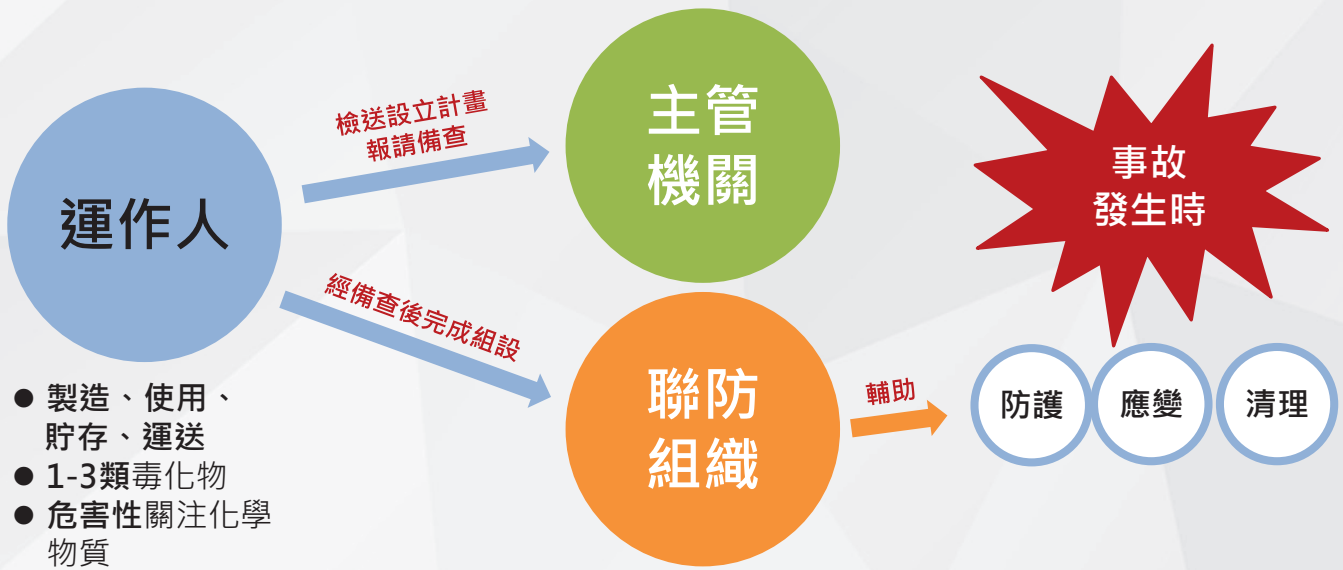 運作人
● 製造、使用、
貯存、運送
● 1-3類毒化物
● 危害性關注化學
物質
檢送設立計畫
報請備查
主管
機關
經備查後完成組設
聯防
組織
輔助
事故
發生時
防護
應變
清理